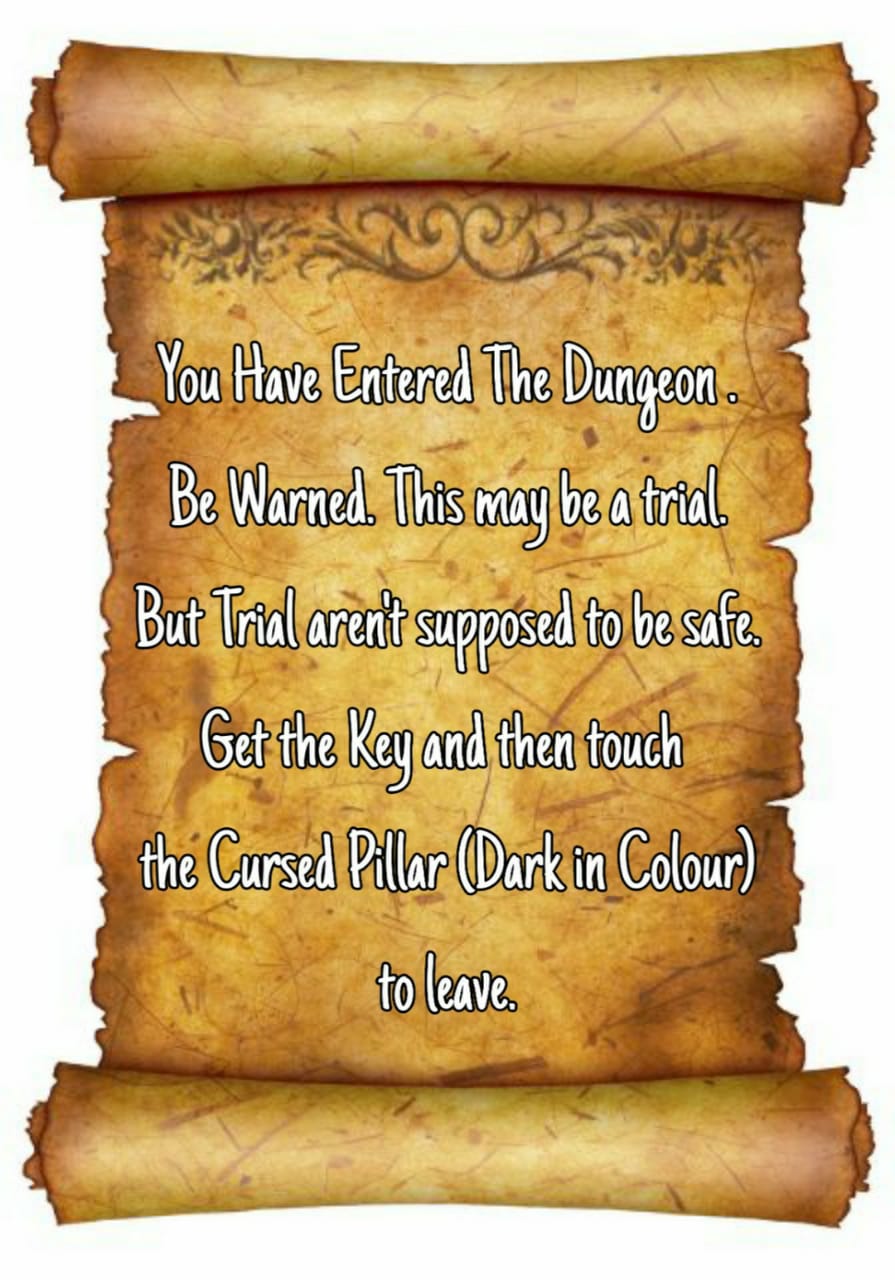 You Have Entered The Dungeon .
Be Warned. This may be a trial.
But Trial aren't supposed to be safe.
Get the Key and then touch
the Cursed Pillar (Dark in Colour)
to leave.